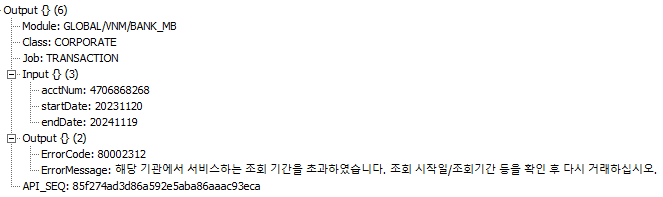 Output {} (6)
Module: GLOBAL/VNM/BANK_MB
Class: CORPORATE
Job: TRANSACTION
Input {} (3)
acctNum: 4706868268
startDate: 20231120
endDate: 20241119
Output {} (2)
ErrorCode: 80002312
ErrorMessage: 해당 기관에서 서비스하는 조회 기간을 초과하였습니다. 조회 시작일/조회기간 등을 확인 후 다시 거래하십시오.
API_SEQ: 85f274ad3d86a592e5aba86aaac93eca